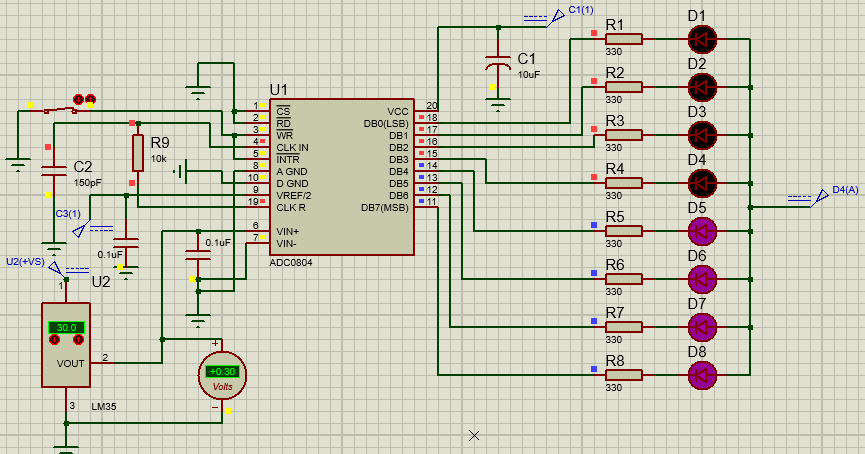 C1(1)
D1
R1
330
C1
10uF
U1
D2
R2
330
1
2
3
4
5
8
10
9
19
6
7
CS
RD
WR
CLK IN
INTR
A GND
D GND
VREF/2
CLK R
VIN+
VIN-
VCC
DB0(LSB)
DB1
DB2
DB3
DB4
DB5
DB6
DB7(MSB)
20
18
17
16
15
14
13
12
11
ADC0804
R9
10k
C2
150pF
C3(1)
0.1uF
0.1uF
D3
R3
330
D4
R4
330
D4(A)
D5
R5
330
D6
R6
330
D7
R7
330
D8
R8
330
U2(+VS)
U2
1
30.0
VOUT
2
3
LM35
+
+0.30
Volts
−